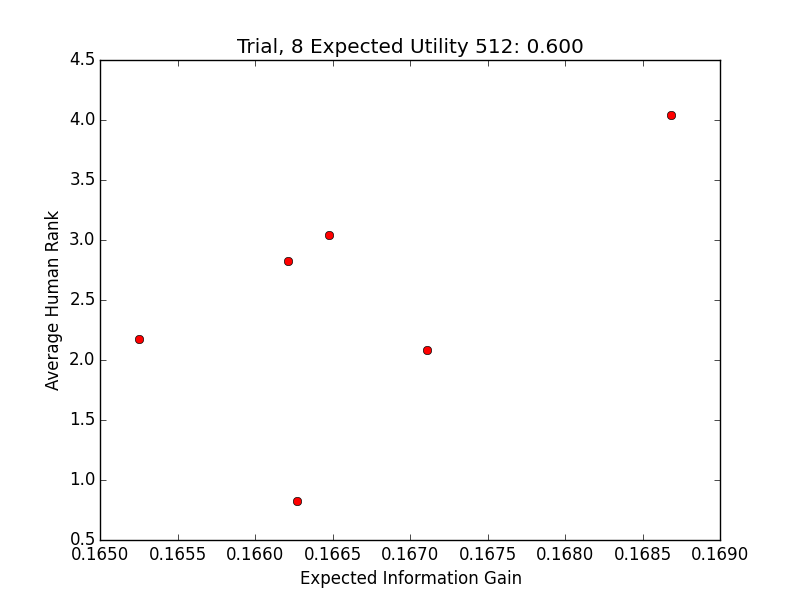 Trial, 8 Expected Utility 512: 0.600
4.5
4.0
3.5
3.0
2.5
2.0
1.5
1.0
0.5
Average Human Rank
0.1650 0.1655 0.1660 0.1665 0.1670 0.1675 0.1680 0.1685 0.1690
Expected Information Gain